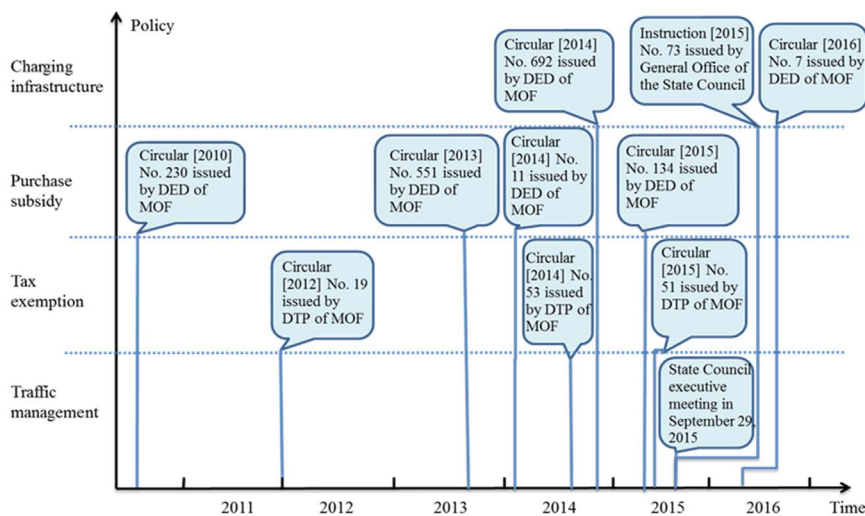 Policy
Charging
infrastructure
Circular [2014]
No. 692 issued
by DED of
MOF
Instruction [2015]
No. 73 issued by
General Office of
the State Council
Circular [2016]
No. 7 issued by
DED of MOF
Purchase
subsidy
Circular [2010]
No. 230 issued
by DED of
MOF
Circular [2013]
No. 551 issued
by DED of
MOF
Circular
[2014] No.
11 issued
by DED of
MOF
Circular [2015]
No. 134 issued
by DED of
MOF
Tax
exemption
Circular
[2012] No. 19
issued by
DTP of MOF
Circular
[2014] No.
53 issued
by DTP of
MOF
Circular
[2015] No.
51 issued by
DTP of MOF
Traffic
management
State Council
executive
meeting in
September 29,
2015
2011 2012 2013 2014 2015 2016 Time